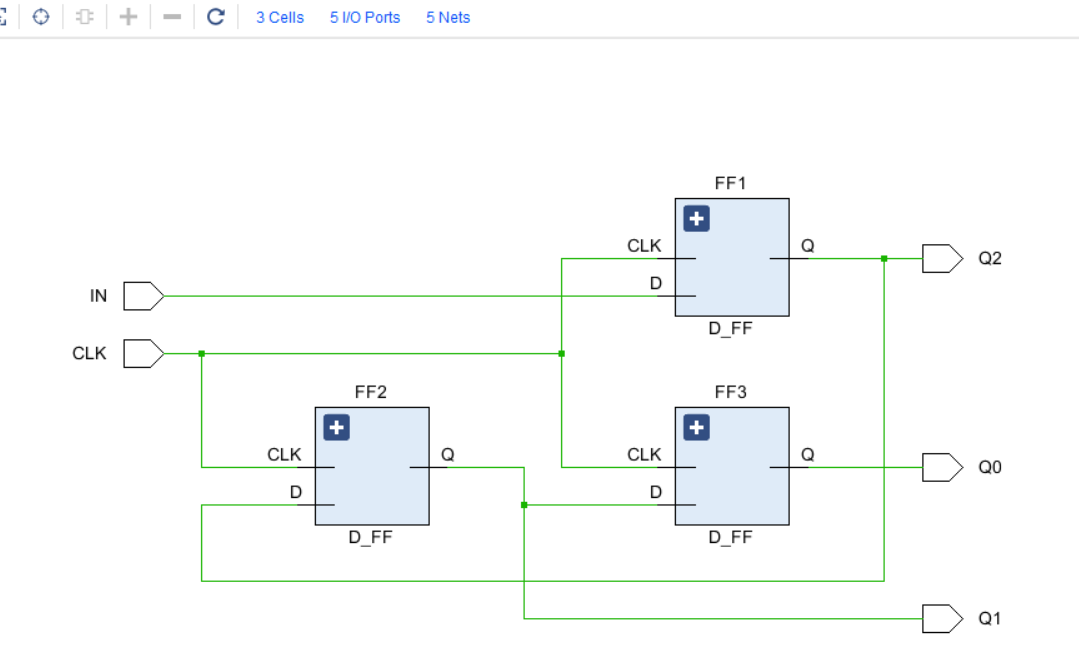 3 Cells 5 I/O Ports 5 Nets
FF1
CLK Q Q2
D
IN
D_FF
CLK
FF2 FF3
CLK Q CLK Q Q0
D D
D_FF D_FF
Q1